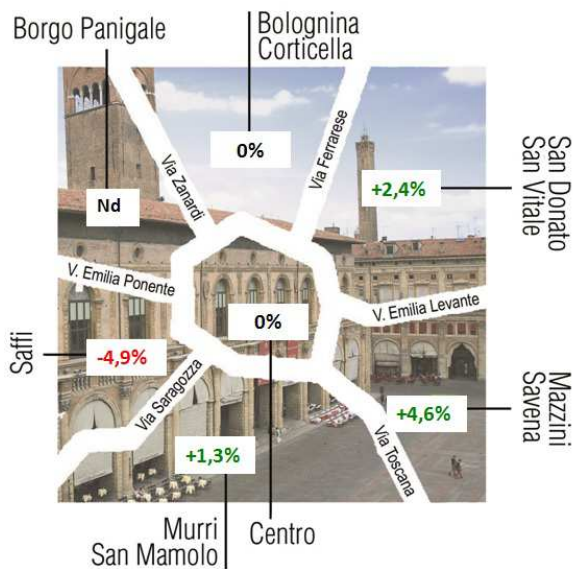 Borgo Panigale
Bolognina
Corticella
Via Zanardi
0%
Via Ferrarese
San Donato
San Vitale
+2,4%
Nd
V. Emilia Ponente
V. Emilia Levante
0%
Saffi
-4,9%
Via Saragozza
Mazzini
Savena
+4,6%
Via Toscana
+1,3%
Murri
San Mamolo
Centro